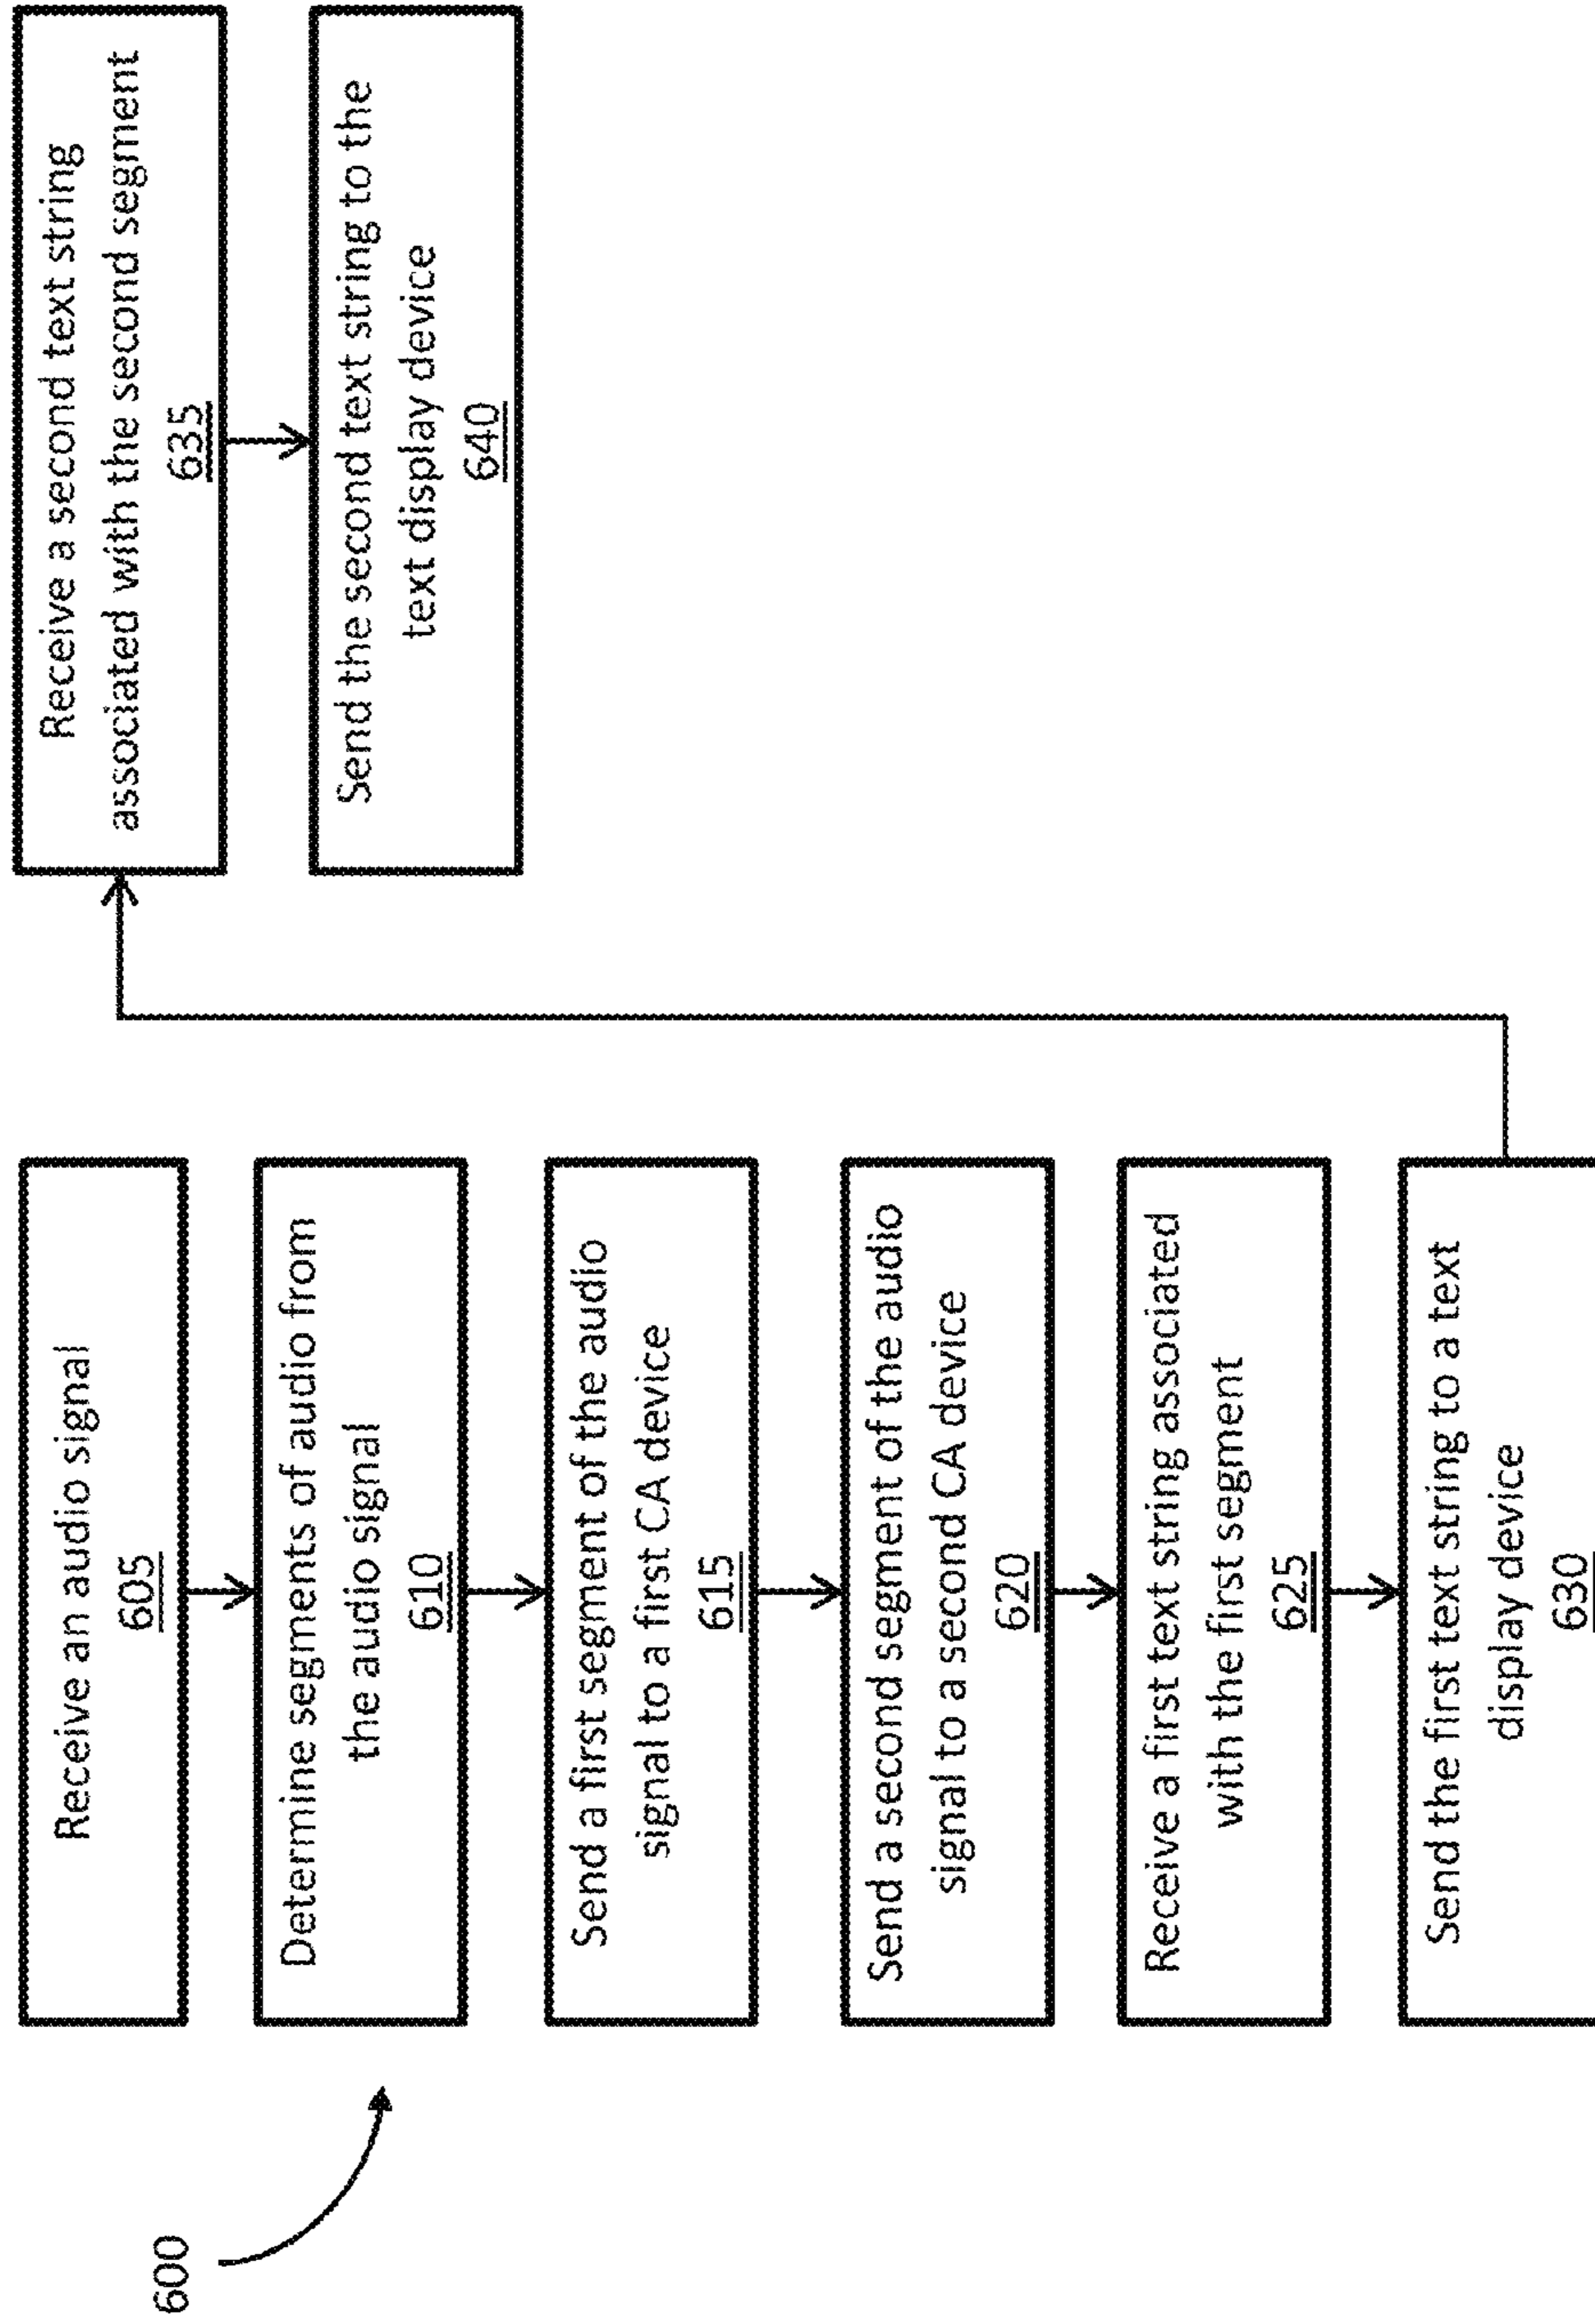 600
Receive an audio signal
605
Determine segments of audio from
the audio signal
610
Send a first segment of the audio
signal to a first CA device
615
Send a second segment of the audio
signal to a second CA device
620
Receive a first text string associated
with the first segment
625
Send the first text string to a text
display device
630
Receive a second text string
associated with the second segment
635
Send the second text string to the
text display device
640